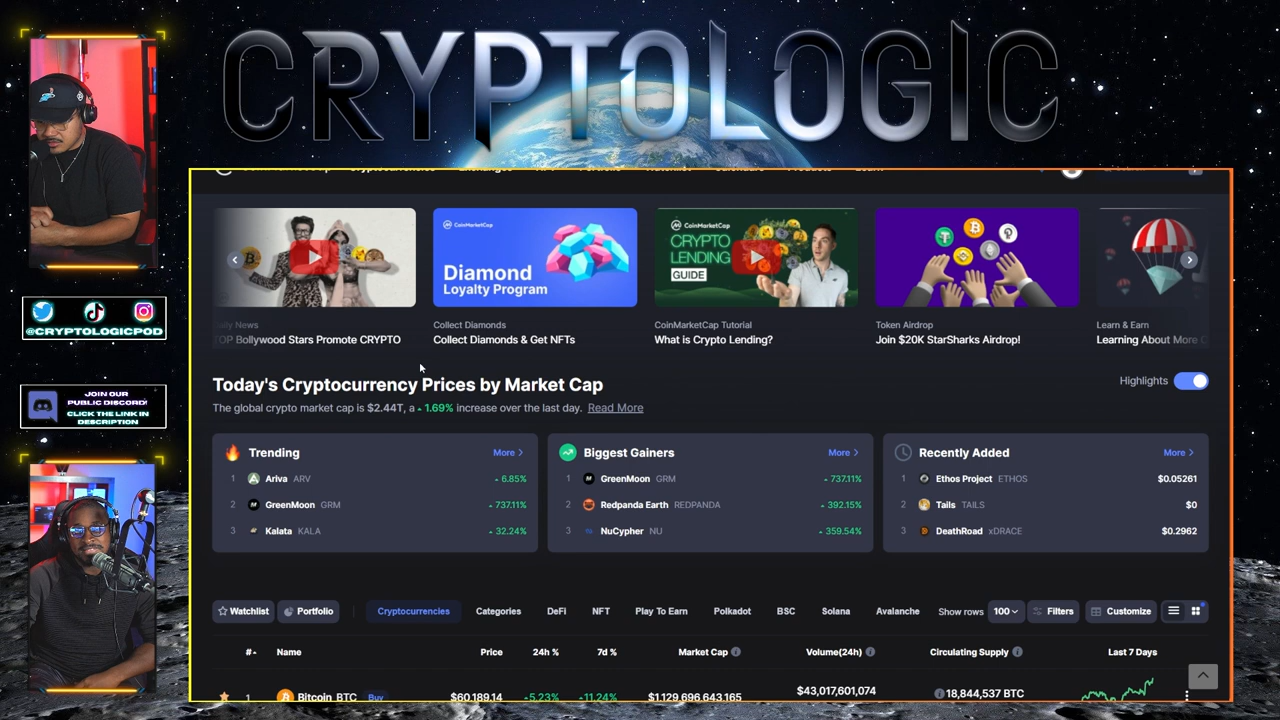 CRYPTOLOGIC
@CRYPTOLOGICPOD
JOIN OUR
PUBLIC DISCORD!
CLICK THE LINK IN
DESCRIPTION
CoinMarketCap
Diamond
Loyalty Program
CoinMarketCap
CRYPTO
LENDING
GUIDE
News
Collect Diamonds
CoinMarketCap Tutorial
Token Airdrop
Learn & Earn
TOP Bollywood Stars Promote CRYPTO
Collect Diamonds & Get NFTs
What is Crypto Lending?
Join $20K StarSharks Airdrop!
Learning About More
Today's Cryptocurrency Prices by Market Cap
Highlights
The global crypto market cap is $2.44T, a 1.69% increase over the last day. Read More
Trending More
1 Ariva ARV 6.85%
2 GreenMoon GRM 737.11%
3 Kalata KALA 32.24%
Biggest Gainers More
1 GreenMoon GRM 737.11%
2 Redpanda Earth REDPANDA 392.15%
3 NuCypher NU 359.54%
Recently Added More
1 Ethos Project ETHOS $0.05261
2 Tails TAILS $0
3 DeathRoad xDRACE $0.2962
Watchlist Portfolio Cryptocurrencies Categories DeFi NFT Play To Earn Polkadot BSC Solana Avalanche Show rows 100 Filters Customize
# Name Price 24h % 7d % Market Cap Volume(24h) Circulating Supply Last 7 Days
1 Bitcoin BTC Buy $60,189.14 5.23% 11.24% $1,129,696,643,165 $43,017,601,074 18,844,537 BTC